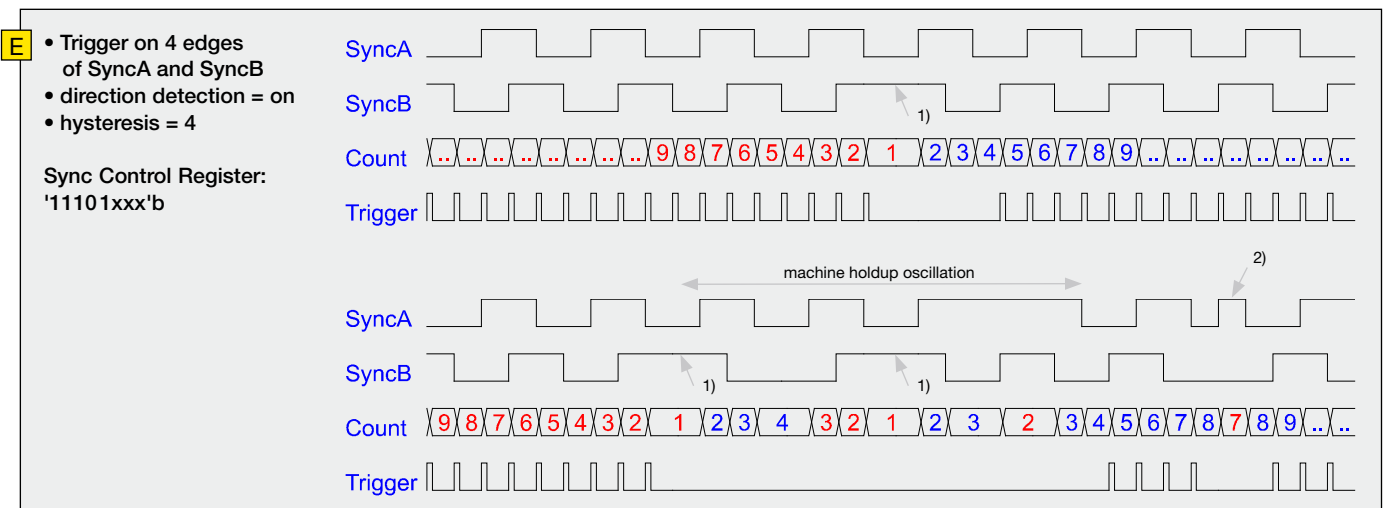 E
• Trigger on 4 edges
of SyncA and SyncB
• direction detection = on
• hysteresis = 4
Sync Control Register:
'11101xxx'b
SyncA
SyncB
1)
Count .. .. .. .. .. .. .. .. 9 8 7 6 5 4 3 2 1 2 3 4 5 6 7 8 9 .. .. .. .. .. .. .. ..
Trigger
machine holdup oscillation
2)
SyncA
SyncB
1) 1)
Count 9 8 7 6 5 4 3 2 1 2 3 4 3 2 1 2 3 2 3 4 5 6 7 8 7 8 9 .. ..
Trigger